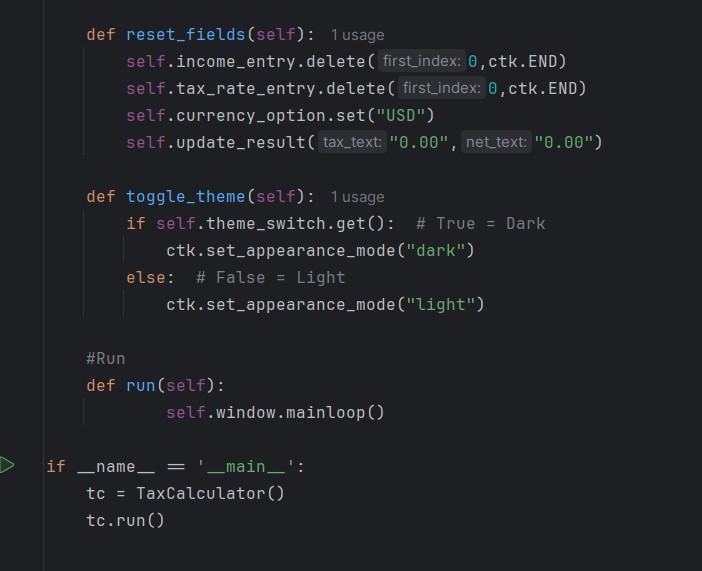 def reset_fields(self): 1 usage
self.income_entry.delete( first_index: 0,ctk.END)
self.tax_rate_entry.delete( first_index: 0,ctk.END)
self.currency_option.set("USD")
self.update_result( tax_text: "0.00", net_text: "0.00")
def toggle_theme(self): 1 usage
if self.theme_switch.get():  # True = Dark
ctk.set_appearance_mode("dark")
else:  # False = Light
ctk.set_appearance_mode("light")
#Run
def run(self):
self.window.mainloop()
if __name__ == '__main__':
tc = TaxCalculator()
tc.run()